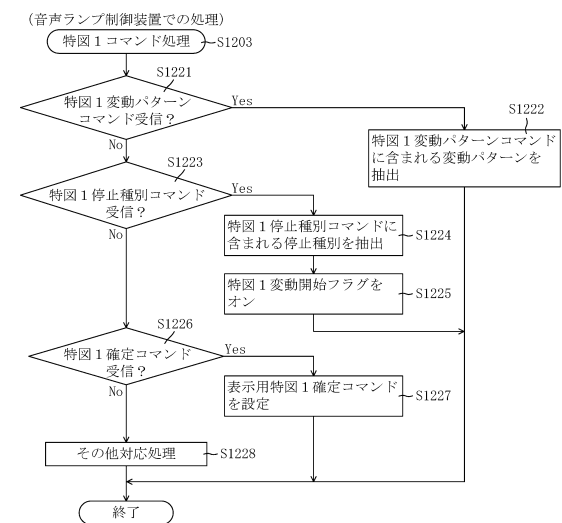 (音声ランプ制御装置での処理)
特図１コマンド処理
S1203
S1221
特図１変動パターン
コマンド受信？
Yes
No
S1222
特図１変動パターンコマンド
に含まれる変動パターンを
抽出
S1223
特図１停止種別コマンド
受信？
Yes
No
特図１停止種別コマンドに
含まれる停止種別を抽出
S1224
特図１変動開始フラグを
オン
S1225
S1226
特図１確定コマンド
受信？
Yes
No
表示用特図１確定コマンド
を設定
S1227
その他対応処理
S1228
終了